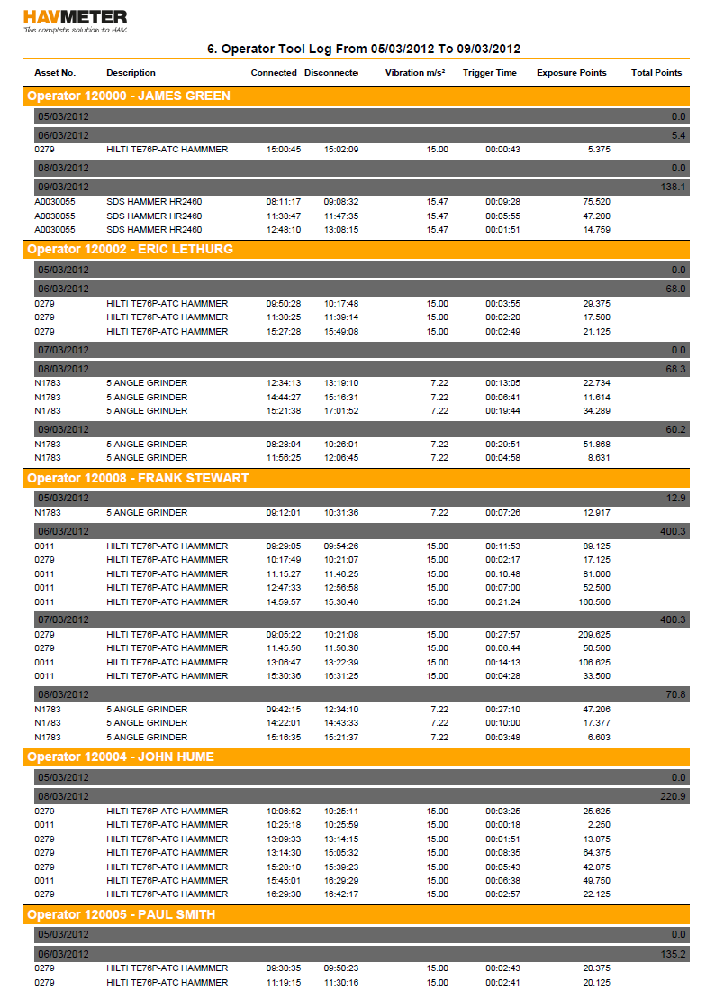 HAVMETER
The complete solution to HAV.
6. Operator Tool Log From 05/03/2012 To 09/03/2012
Asset No. Description Connected Disconnecte Vibration m/s² Trigger Time Exposure Points Total Points
Operator 120000 - JAMES GREEN
05/03/2012 0.0
06/03/2012 5.4
0279 HILTI TE76P-ATC HAMMMER 15:00:45 15:02:09 15.00 00:00:43 5.375
08/03/2012 0.0
09/03/2012 138.1
A0030055 SDS HAMMER HR2460 08:11:17 09:08:32 15.47 00:09:28 75.520
A0030055 SDS HAMMER HR2460 11:38:47 11:47:35 15.47 00:05:55 47.200
A0030055 SDS HAMMER HR2460 12:48:10 13:08:15 15.47 00:01:51 14.759
Operator 120002 - ERIC LETHURG
05/03/2012 0.0
06/03/2012 68.0
0279 HILTI TE76P-ATC HAMMMER 09:50:28 10:17:48 15.00 00:03:55 29.375
0279 HILTI TE76P-ATC HAMMMER 11:30:25 11:39:14 15.00 00:02:20 17.500
0279 HILTI TE76P-ATC HAMMMER 15:27:28 15:49:08 15.00 00:02:49 21.125
07/03/2012 0.0
08/03/2012 68.3
N1783 5 ANGLE GRINDER 12:34:13 13:19:10 7.22 00:13:05 22.734
N1783 5 ANGLE GRINDER 14:44:27 15:16:31 7.22 00:06:41 11.614
N1783 5 ANGLE GRINDER 15:21:38 17:01:52 7.22 00:19:44 34.289
09/03/2012 60.2
N1783 5 ANGLE GRINDER 08:28:04 10:26:01 7.22 00:29:51 51.868
N1783 5 ANGLE GRINDER 11:56:25 12:06:45 7.22 00:04:58 8.631
Operator 120008 - FRANK STEWART
05/03/2012 12.9
N1783 5 ANGLE GRINDER 09:12:01 10:31:36 7.22 00:07:26 12.917
06/03/2012 400.3
0011 HILTI TE76P-ATC HAMMMER 09:29:05 09:54:26 15.00 00:11:53 89.125
0279 HILTI TE76P-ATC HAMMMER 10:17:49 10:21:07 15.00 00:02:17 17.125
0011 HILTI TE76P-ATC HAMMMER 11:15:27 11:46:25 15.00 00:10:48 81.000
0011 HILTI TE76P-ATC HAMMMER 12:47:33 12:56:58 15.00 00:07:00 52.500
0011 HILTI TE76P-ATC HAMMMER 14:59:57 15:36:46 15.00 00:21:24 160.500
07/03/2012 400.3
0279 HILTI TE76P-ATC HAMMMER 09:05:22 10:21:08 15.00 00:27:57 209.625
0279 HILTI TE76P-ATC HAMMMER 11:45:56 11:56:30 15.00 00:06:44 50.500
0011 HILTI TE76P-ATC HAMMMER 13:06:47 13:22:39 15.00 00:14:13 106.625
0011 HILTI TE76P-ATC HAMMMER 15:30:36 16:31:25 15.00 00:04:28 33.500
08/03/2012 70.8
N1783 5 ANGLE GRINDER 09:42:15 12:34:10 7.22 00:27:10 47.206
N1783 5 ANGLE GRINDER 14:22:01 14:43:33 7.22 00:10:00 17.377
N1783 5 ANGLE GRINDER 15:16:35 15:21:37 7.22 00:03:48 6.603
Operator 120004 - JOHN HUME
05/03/2012 0.0
08/03/2012 220.9
0279 HILTI TE76P-ATC HAMMMER 10:06:52 10:25:11 15.00 00:03:25 25.625
0011 HILTI TE76P-ATC HAMMMER 10:25:18 10:25:59 15.00 00:00:18 2.250
0279 HILTI TE76P-ATC HAMMMER 13:09:33 13:14:15 15.00 00:01:51 13.875
0279 HILTI TE76P-ATC HAMMMER 13:14:30 15:05:32 15.00 00:08:35 64.375
0279 HILTI TE76P-ATC HAMMMER 15:28:10 15:39:23 15.00 00:05:43 42.875
0011 HILTI TE76P-ATC HAMMMER 15:45:01 16:29:29 15.00 00:06:38 49.750
0279 HILTI TE76P-ATC HAMMMER 16:29:30 16:42:17 15.00 00:02:57 22.125
Operator 120005 - PAUL SMITH
05/03/2012 0.0
06/03/2012 135.2
0279 HILTI TE76P-ATC HAMMMER 09:30:35 09:50:23 15.00 00:02:43 20.375
0279 HILTI TE76P-ATC HAMMMER 11:19:15 11:30:16 15.00 00:02:41 20.125